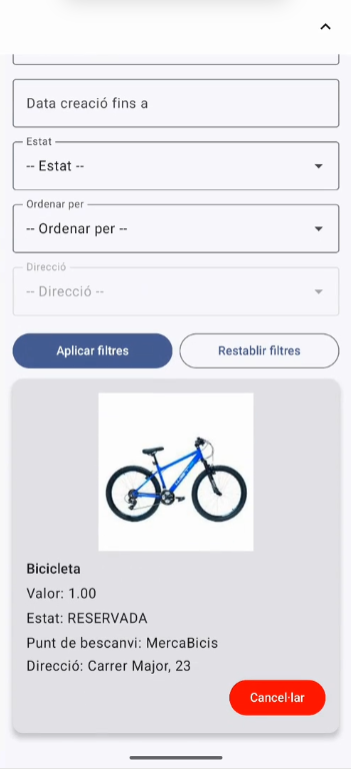 Data creació fins a
Estat
-- Estat --
Ordenar per
-- Ordenar per --
Direcció
-- Direcció --
Aplicar filtres
Restablir filtres
Bicicleta
Valor: 1.00
Estat: RESERVADA
Punt de bescanvi: MercaBicis
Direcció: Carrer Major, 23
Cancel·lar